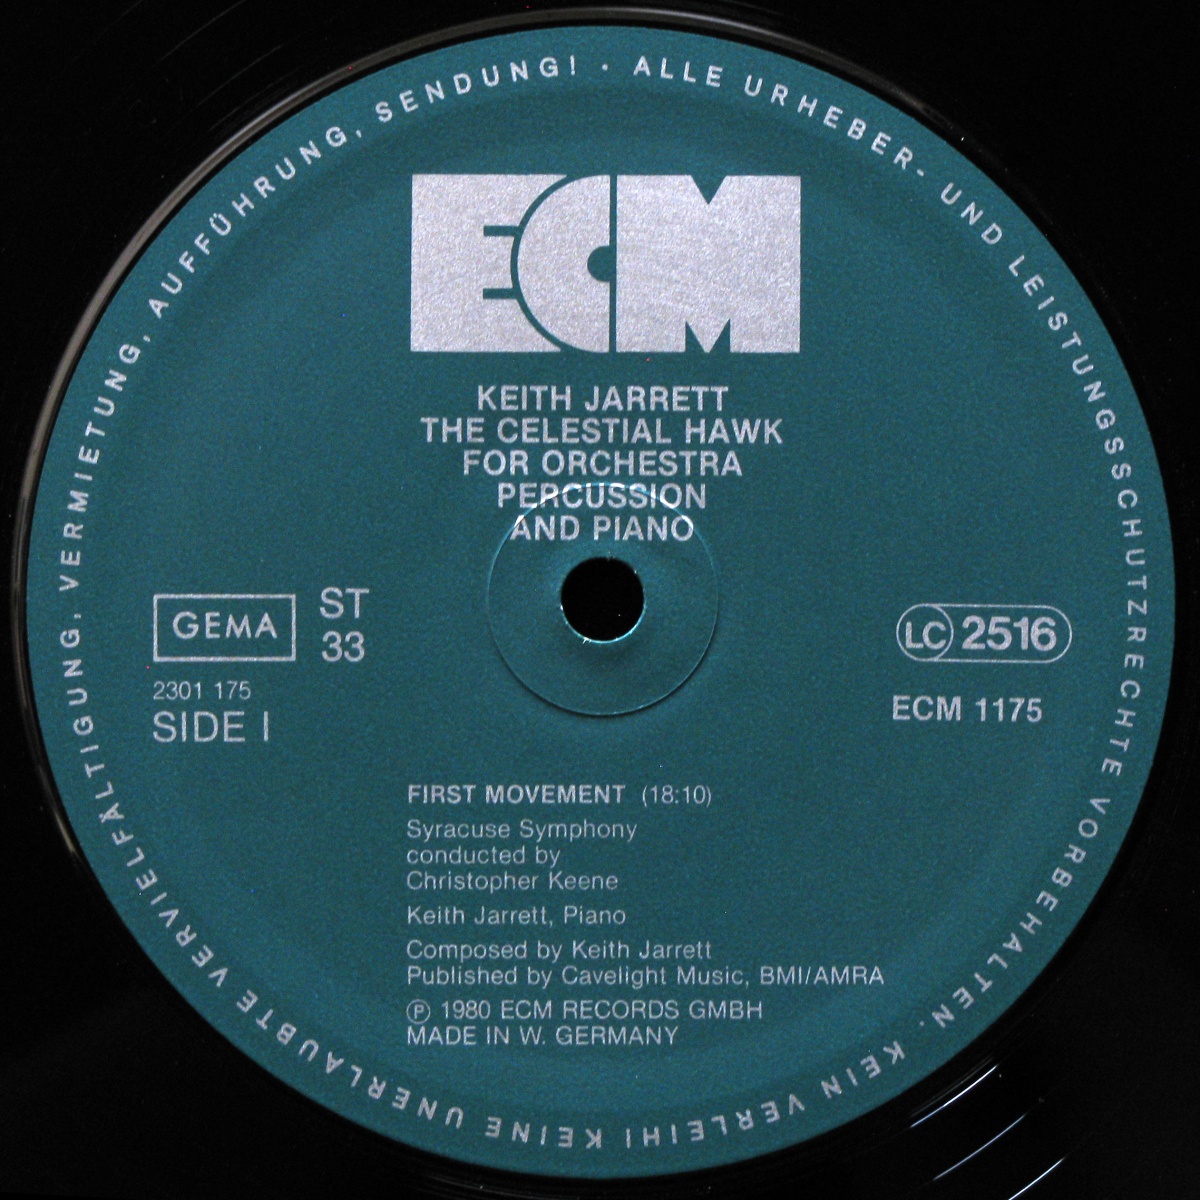 ALLE URHEBER- UND LEISTUNGSSCHUTZRECHTE VORBEHALTEN. KEIN VERLEIH! KEINE UNERLAUBTE VERVIELFÄLTIGUNG, VERMIETUNG, AUFFÜHRUNG, SENDUNG! ·
ECM
KEITH JARRETT
THE CELESTIAL HAWK
FOR ORCHESTRA
PERCUSSION
AND PIANO
GEMA
ST
33
LC 2516
2301 175
SIDE I
ECM 1175
FIRST MOVEMENT (18:10)
Syracuse Symphony
conducted by
Christopher Keene
Keith Jarrett, Piano
Composed by Keith Jarrett
Published by Cavelight Music, BMI/AMRA
℗ 1980 ECM RECORDS GMBH
MADE IN W. GERMANY